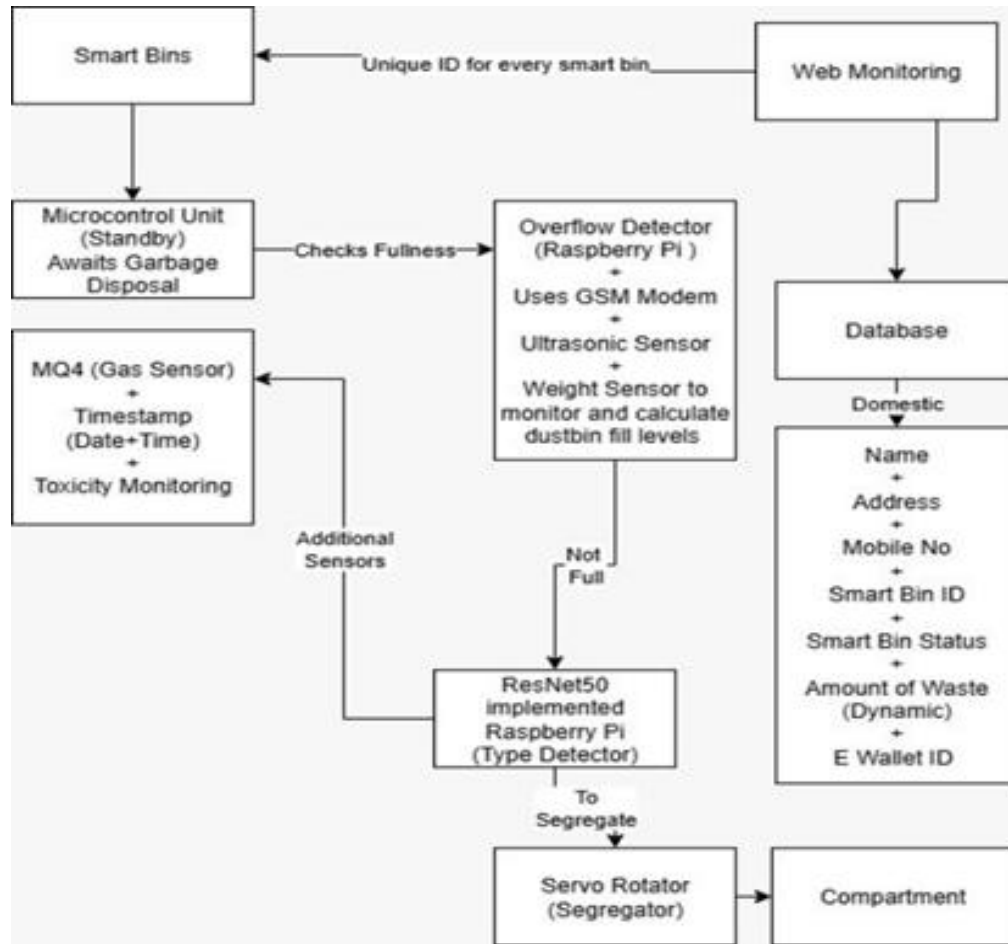 Smart Bins
Unique ID for every smart bin
Web Monitoring
Microcontrol Unit
(Standby)
Awaits Garbage
Disposal
Checks Fullness
Overflow Detector
(Raspberry Pi )
+
Uses GSM Modem
+
Ultrasonic Sensor
+
Weight Sensor to
monitor and calculate
dustbin fill levels
Database
Domestic
MQ4 (Gas Sensor)
+
Timestamp
(Date+Time)
+
Toxicity Monitoring
Name
+
Address
+
Mobile No
+
Smart Bin ID
+
Smart Bin Status
+
Amount of Waste
(Dynamic)
+
E Wallet ID
Additional
Sensors
Not
Full
ResNet50
implemented
Raspberry Pi
(Type Detector)
To
Segregate
Servo Rotator
(Segregator)
Compartment